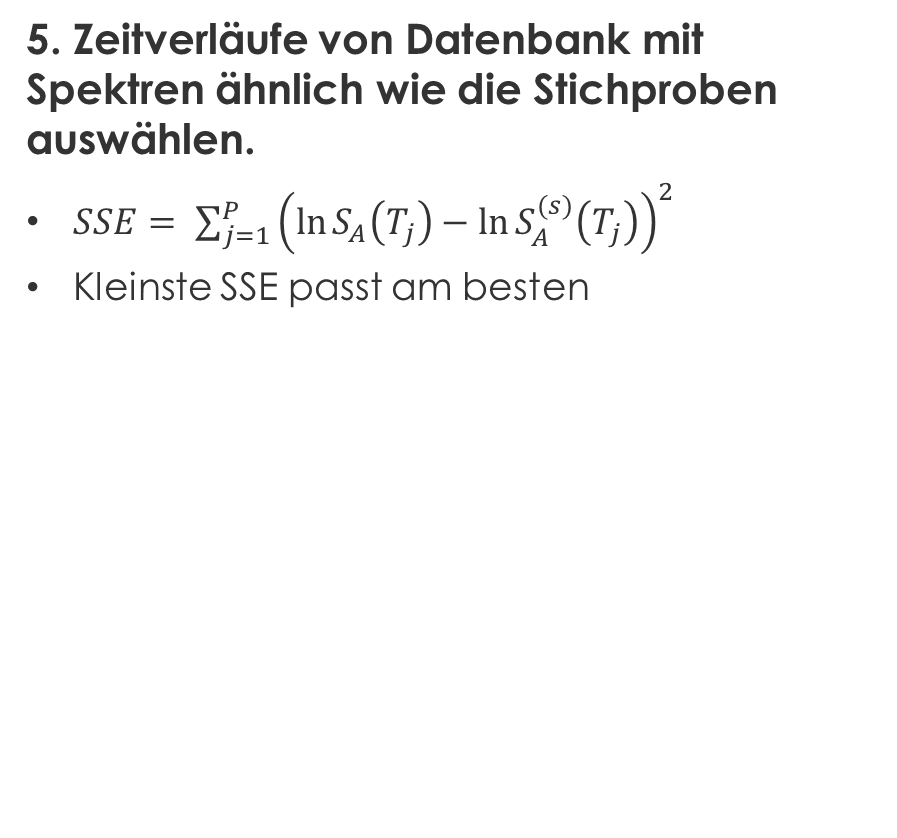 5. Zeitverläufe von Datenbank mit
Spektren ähnlich wie die Stichproben
auswählen.
• SSE = ∑_{j=1}^{P} (ln S_A(T_j) − ln S_A^{(s)}(T_j))^2
• Kleinste SSE passt am besten